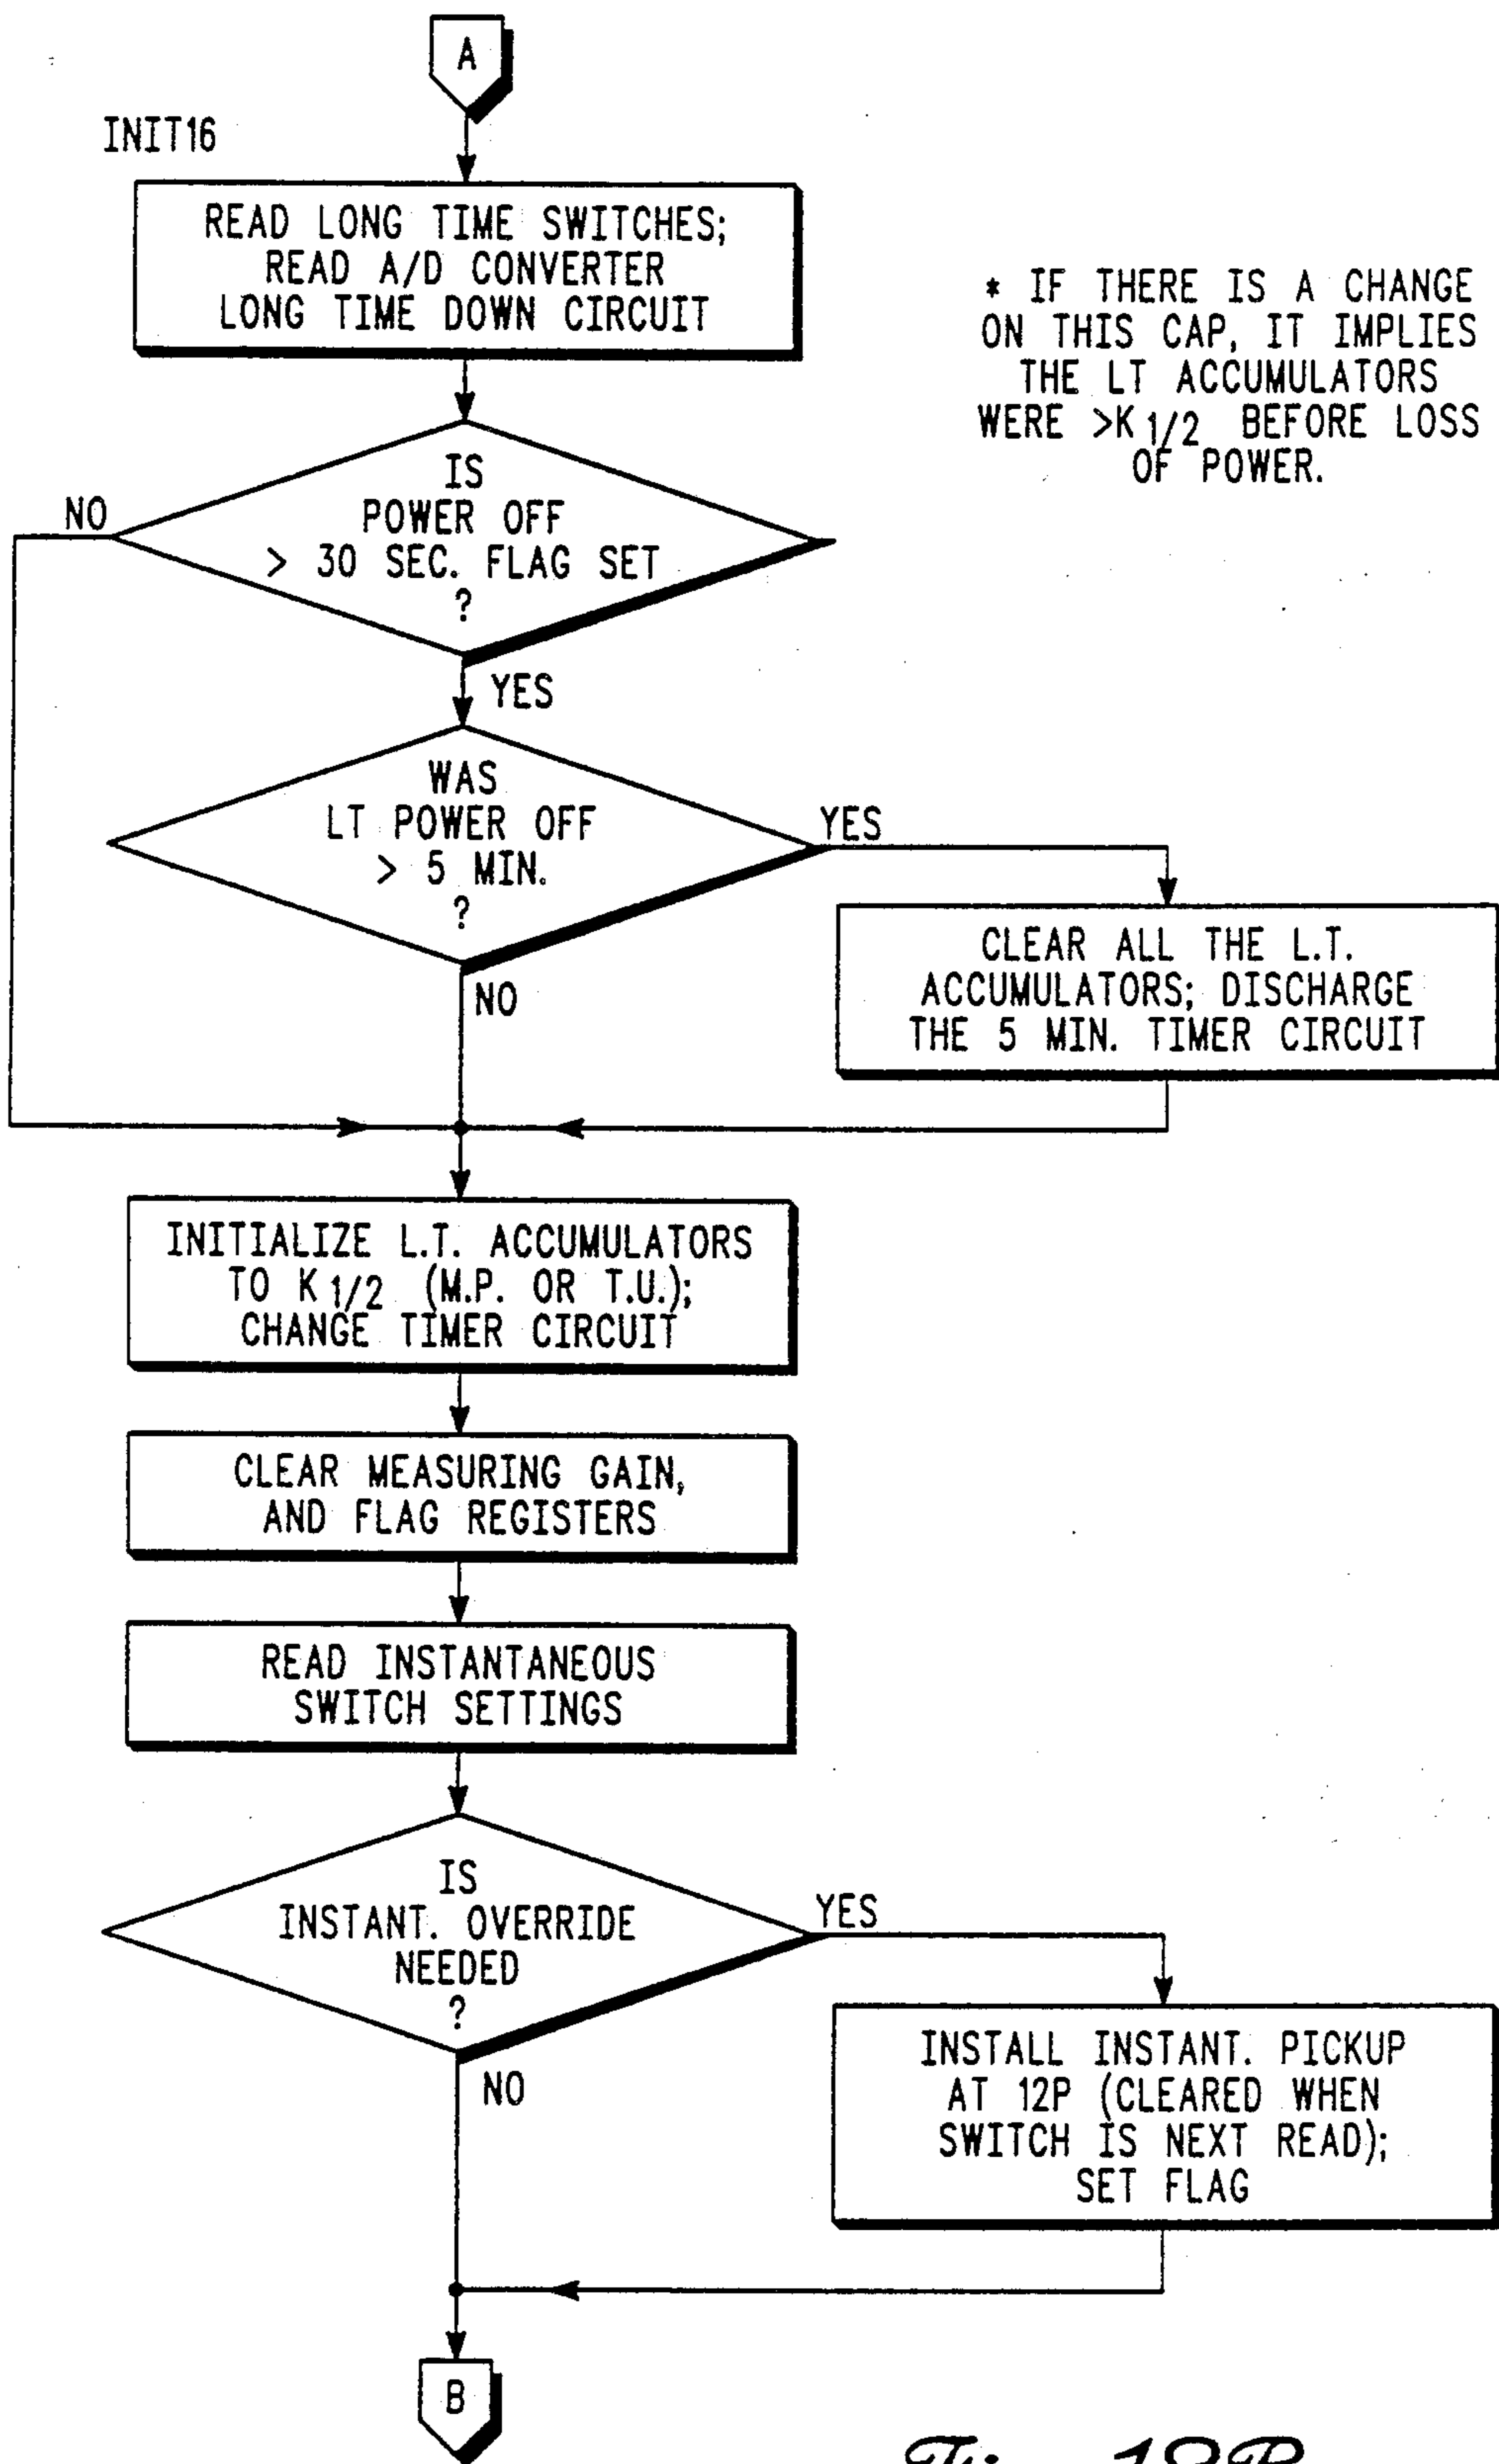 A
INIT16
READ LONG TIME SWITCHES;
READ A/D CONVERTER
LONG TIME DOWN CIRCUIT
* IF THERE IS A CHANGE
ON THIS CAP, IT IMPLIES
THE LT ACCUMULATORS
WERE >K 1/2 BEFORE LOSS
OF POWER.
IS
POWER OFF
> 30 SEC. FLAG SET
?
NO
YES
WAS
LT POWER OFF
> 5 MIN.
?
YES
NO
CLEAR ALL THE L.T.
ACCUMULATORS; DISCHARGE
THE 5 MIN. TIMER CIRCUIT
INITIALIZE L.T. ACCUMULATORS
TO K 1/2 (M.P. OR T.U.);
CHANGE TIMER CIRCUIT
CLEAR MEASURING GAIN,
AND FLAG REGISTERS
READ INSTANTANEOUS
SWITCH SETTINGS
IS
INSTANT. OVERRIDE
NEEDED
?
YES
NO
INSTALL INSTANT. PICKUP
AT 12P (CLEARED WHEN
SWITCH IS NEXT READ);
SET FLAG
B